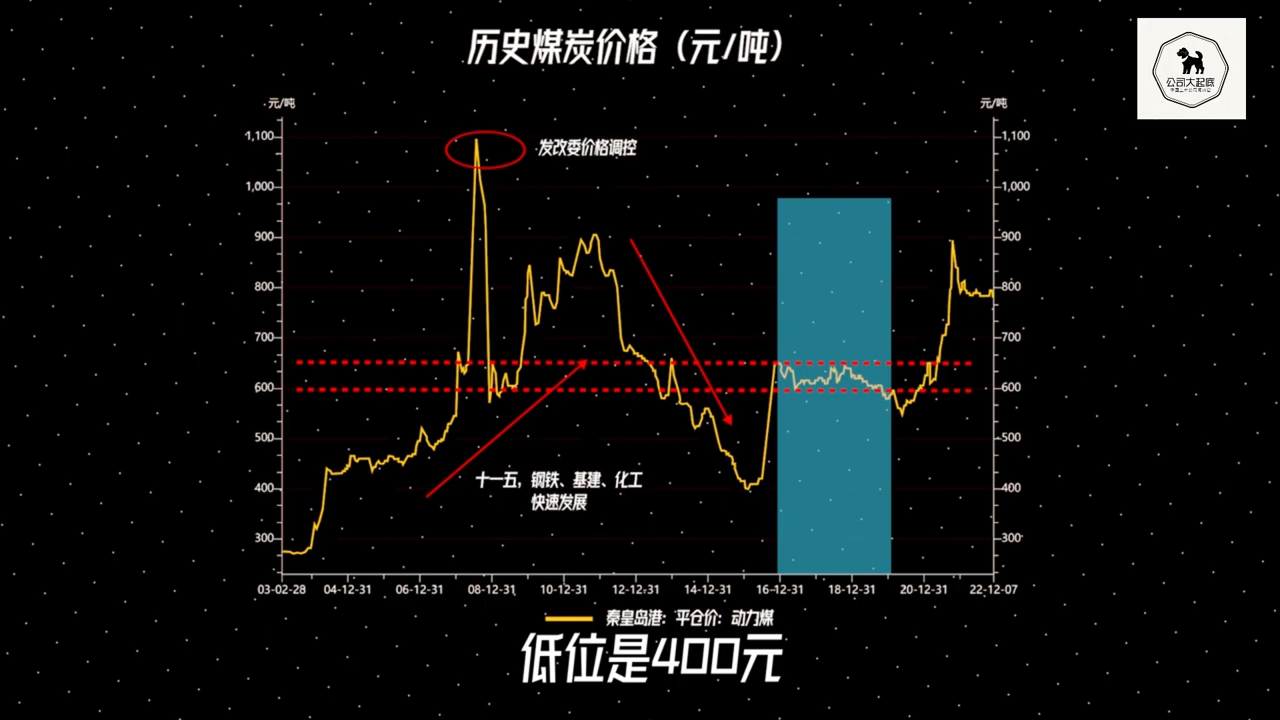 历史煤炭价格（元/吨）
公司大起底
元/吨
元/吨
1,100
1,100
发改委价格调控
1,000
1,000
900
900
800
800
700
700
600
600
500
500
十一五，钢铁、基建、化工
快速发展
400
400
300
300
03-02-28 04-12-31 06-12-31 08-12-31 10-12-31 12-12-31 14-12-31 16-12-31 18-12-31 20-12-31 22-12-07
秦皇岛港：平仓价：动力煤
低位是400元